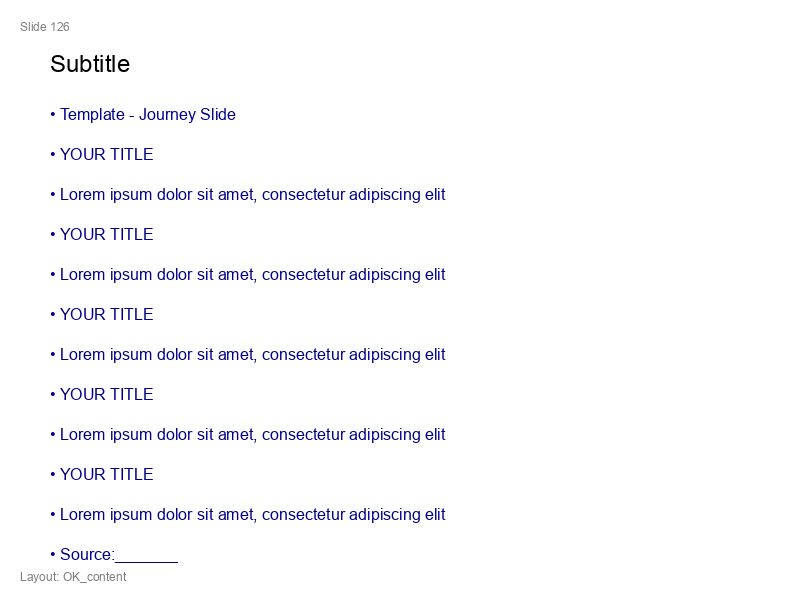 Slide 126
Subtitle
• Template - Journey Slide
• YOUR TITLE
• Lorem ipsum dolor sit amet, consectetur adipiscing elit
• YOUR TITLE
• Lorem ipsum dolor sit amet, consectetur adipiscing elit
• YOUR TITLE
• Lorem ipsum dolor sit amet, consectetur adipiscing elit
• YOUR TITLE
• Lorem ipsum dolor sit amet, consectetur adipiscing elit
• YOUR TITLE
• Lorem ipsum dolor sit amet, consectetur adipiscing elit
• Source:_______
Layout: OK_content